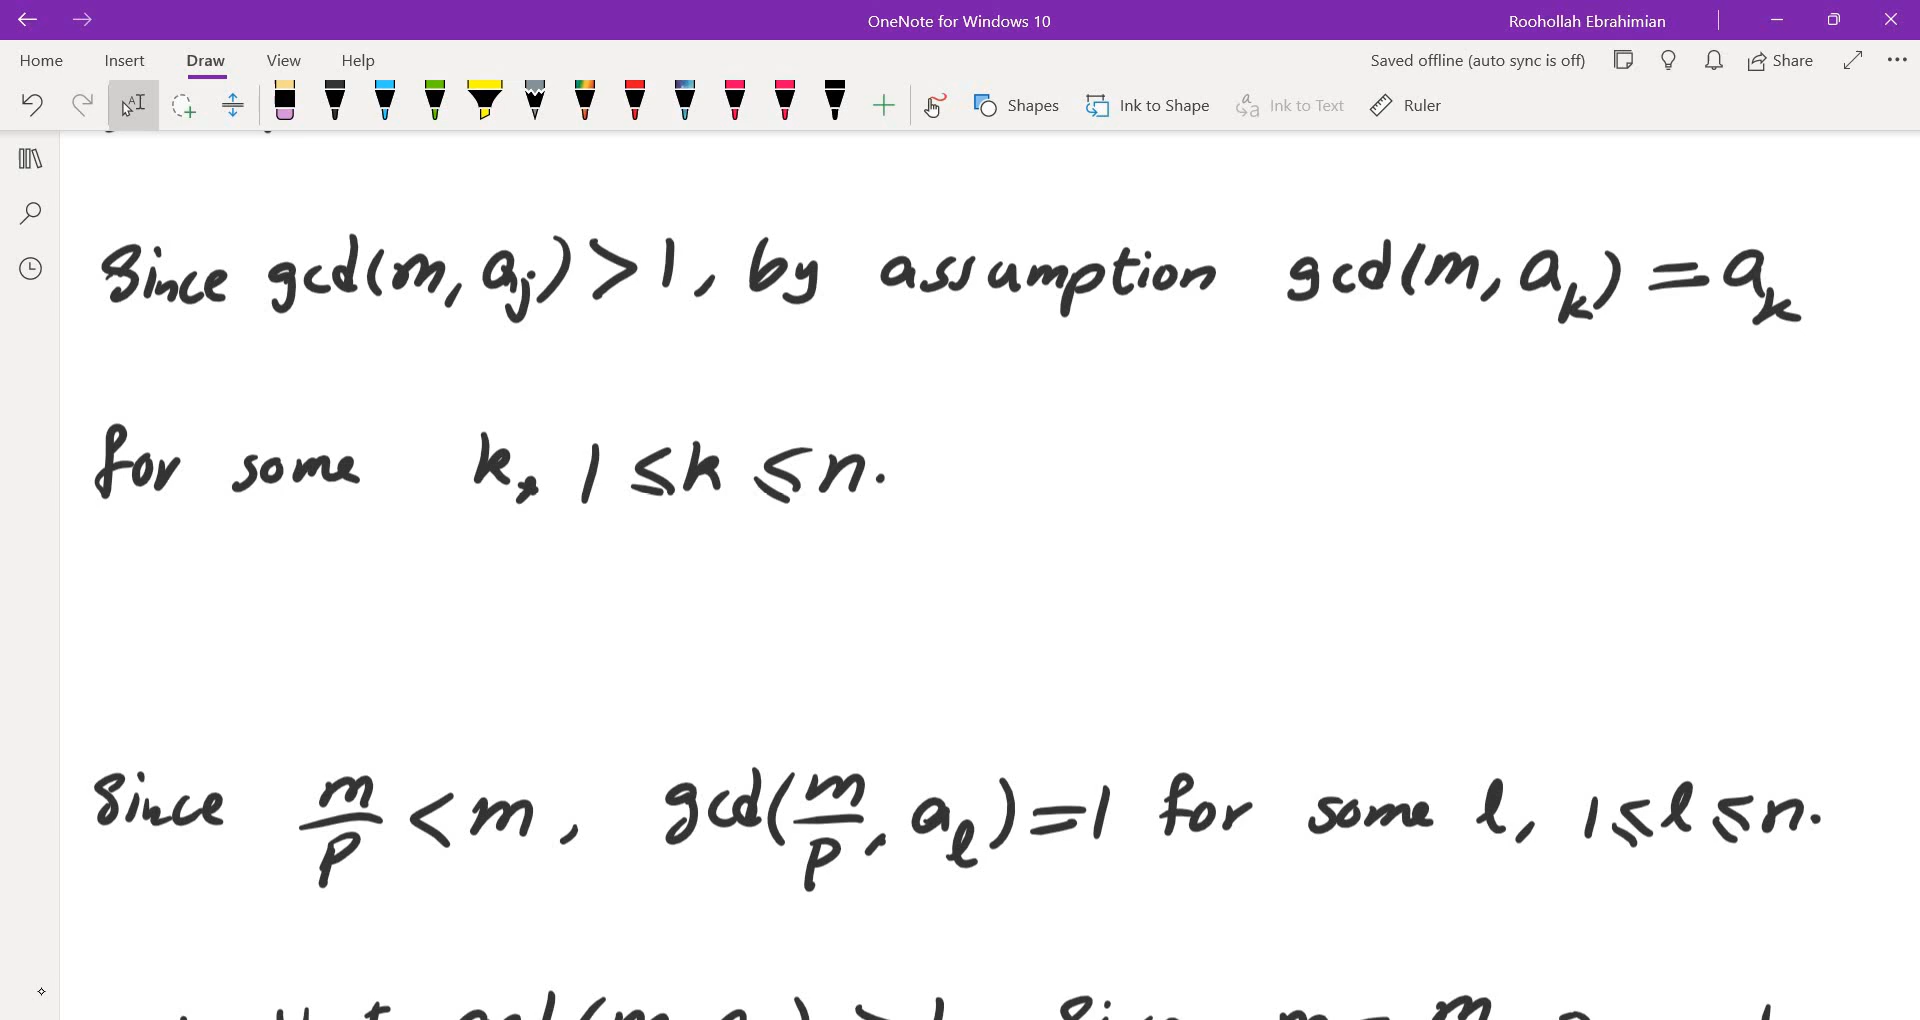 OneNote for Windows 10
Roohollah Ebrahimian
Home Insert Draw View Help
Saved offline (auto sync is off) Share
Shapes Ink to Shape Ink to Text Ruler
Since gcd(m, aⱼ) > 1, by assumption gcd(m, aₖ) = aₖ
for some k, 1 ≤ k ≤ n.
Since m/p < m, gcd(m/p, aₗ) = 1 for some l, 1 ≤ l ≤ n.